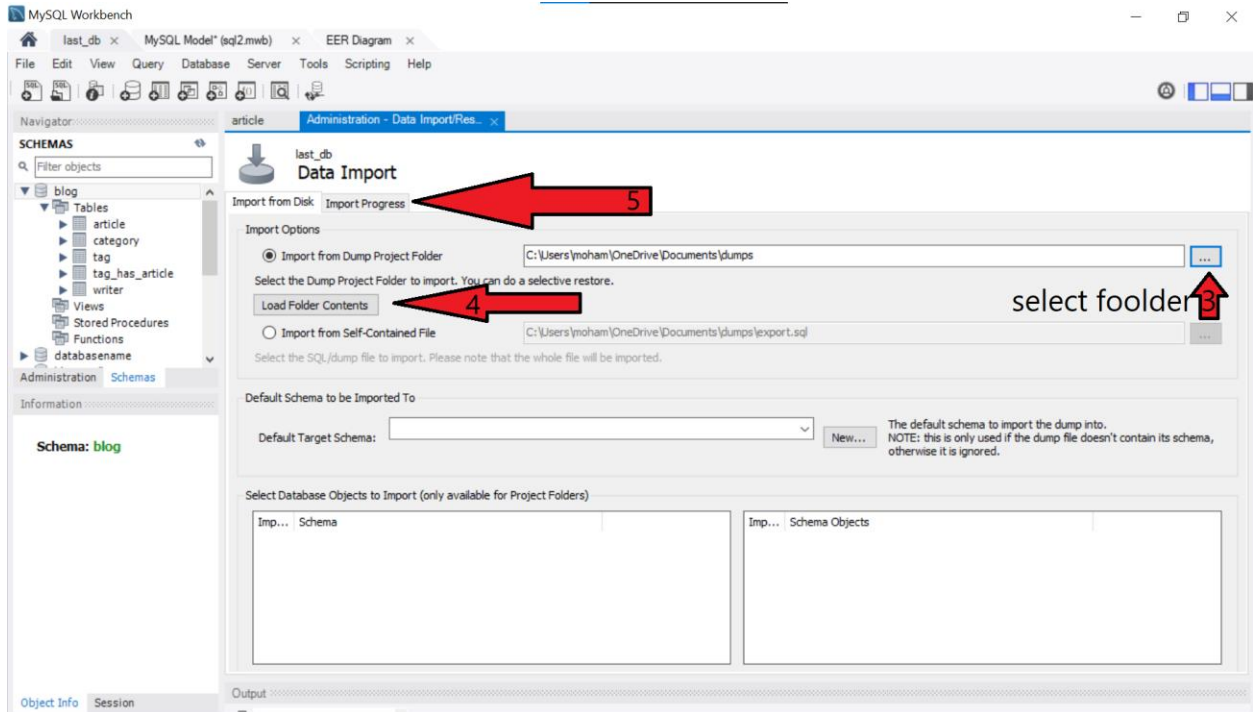 MySQL Workbench
last_db × MySQL Model* (sql2.mwb) × EER Diagram ×
File Edit View Query Database Server Tools Scripting Help
Navigator
SCHEMAS
Filter objects
blog
Tables
article
category
tag
tag_has_article
writer
Views
Stored Procedures
Functions
databasename
Administration Schemas
Information
Schema: blog
Object Info Session
article Administration - Data Import/Res... ×
last_db
Data Import
Import from Disk Import Progress 5
Import Options
Import from Dump Project Folder C:\Users\moham\OneDrive\Documents\dumps ...
Select the Dump Project Folder to import. You can do a selective restore.
Load Folder Contents 4 select foolder 3
Import from Self-Contained File C:\Users\moham\OneDrive\Documents\dumps\export.sql ...
Select the SQL/dump file to import. Please note that the whole file will be imported.
Default Schema to be Imported To
Default Target Schema: New... The default schema to import the dump into.
NOTE: this is only used if the dump file doesn't contain its schema,
otherwise it is ignored.
Select Database Objects to Import (only available for Project Folders)
Imp... Schema Imp... Schema Objects
Output